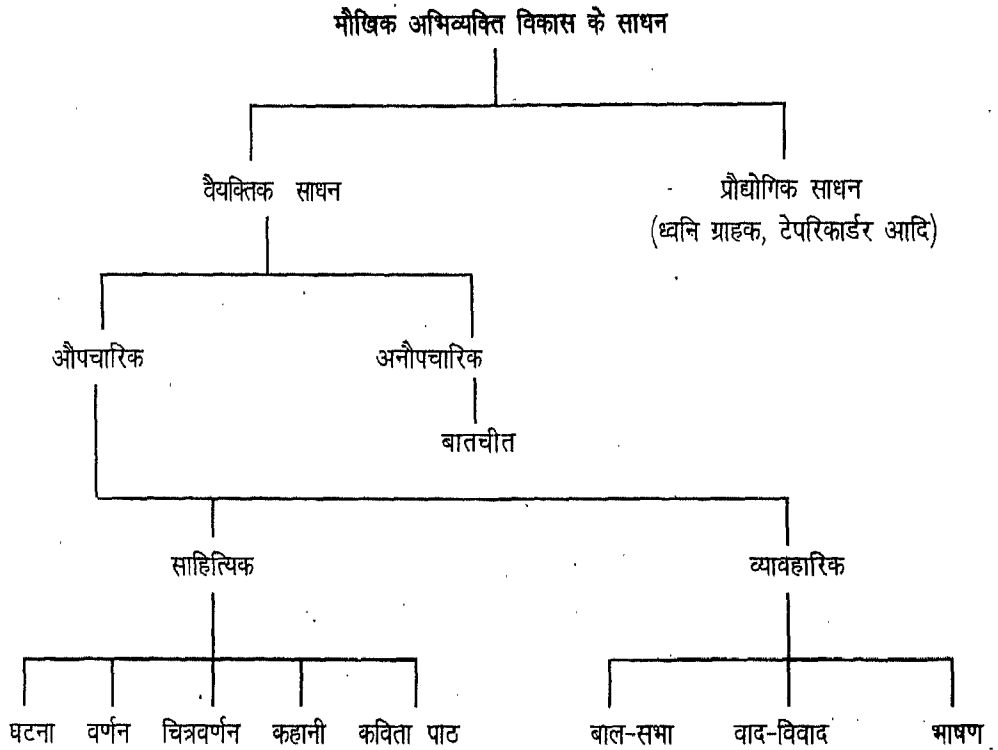 मौखिक अभिव्यक्ति विकास के साधन
वैयक्तिक साधन
प्रौद्योगिक साधन
(ध्वनि ग्राहक, टेपरिकार्डर आदि)
औपचारिक
अनौपचारिक
बातचीत
साहित्यिक
व्यावहारिक
घटना वर्णन चित्रवर्णन कहानी कविता पाठ बाल-सभा वाद-विवाद भाषण